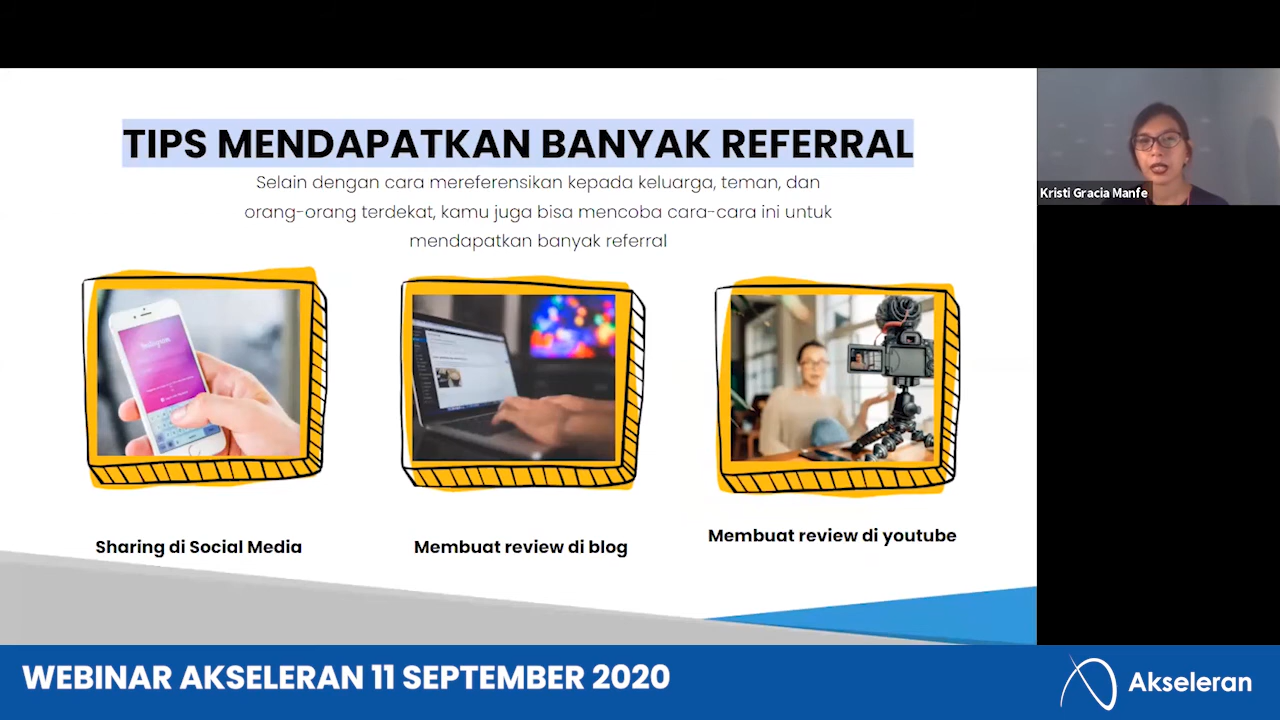 TIPS MENDAPATKAN BANYAK REFERRAL
Selain dengan cara mereferensikan kepada keluarga, teman, dan
orang-orang terdekat, kamu juga bisa mencoba cara-cara ini untuk
mendapatkan banyak referral
Kristi Gracia Manfe
Sharing di Social Media
Membuat review di blog
Membuat review di youtube
WEBINAR AKSELERAN 11 SEPTEMBER 2020
Akseleran